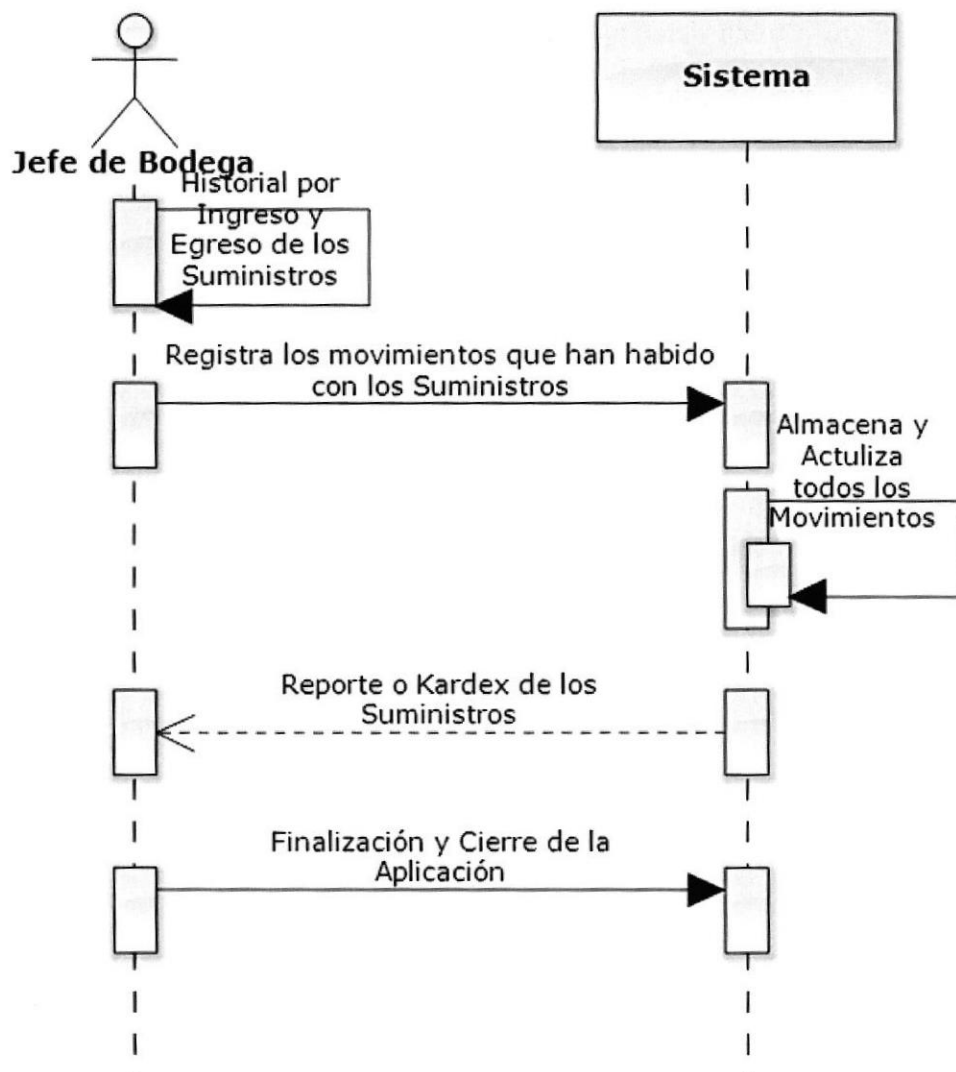 Sistema
Jefe de Bodega
Historial por
Ingreso y
Egreso de los
Suministros
Registra los movimientos que han habido
con los Suministros
Almacena y
Actuliza
todos los
Movimientos
Reporte o Kardex de los
Suministros
Finalización y Cierre de la
Aplicación